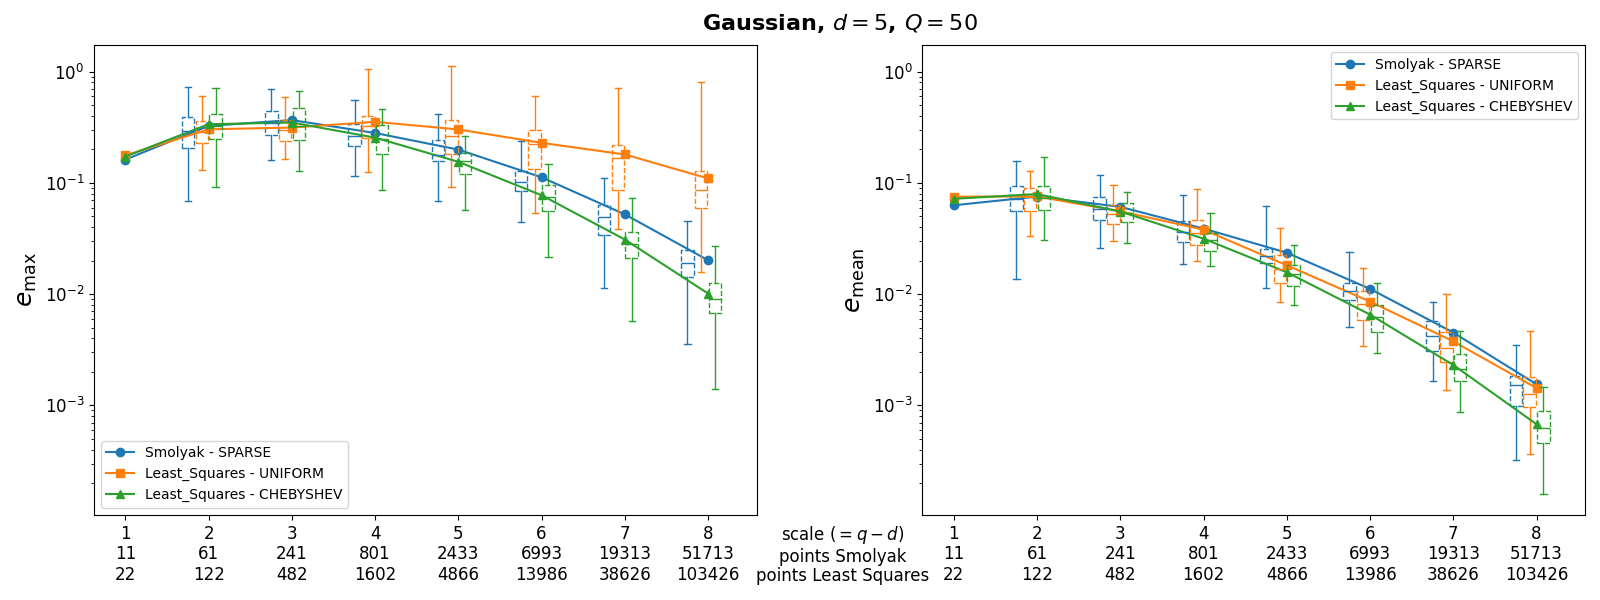 Gaussian, d = 5, Q = 50
10⁰
10⁻¹
10⁻²
10⁻³
e_max
Smolyak - SPARSE
Least_Squares - UNIFORM
Least_Squares - CHEBYSHEV
1 2 3 4 5 6 7 8
11 61 241 801 2433 6993 19313 51713
22 122 482 1602 4866 13986 38626 103426
scale (= q − d)
points Smolyak
points Least Squares
10⁰
10⁻¹
10⁻²
10⁻³
e_mean
Smolyak - SPARSE
Least_Squares - UNIFORM
Least_Squares - CHEBYSHEV
1 2 3 4 5 6 7 8
11 61 241 801 2433 6993 19313 51713
22 122 482 1602 4866 13986 38626 103426